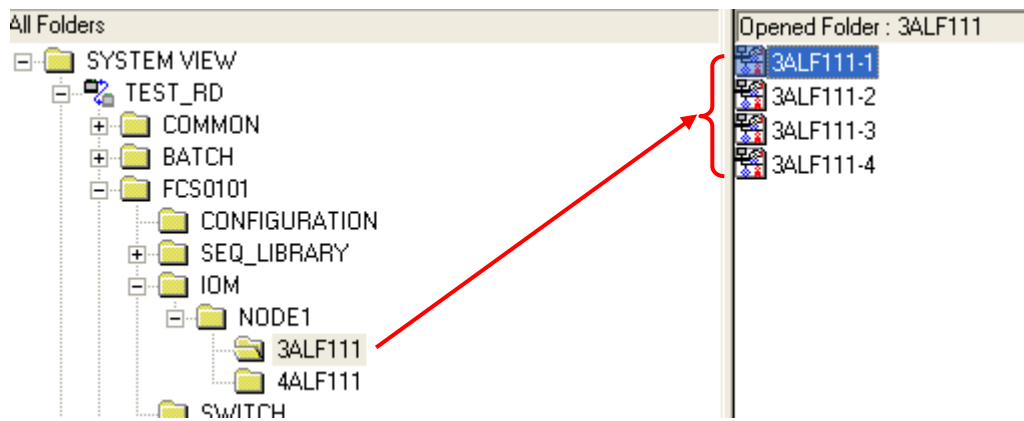 All Folders
SYSTEM VIEW
TEST_RD
COMMON
BATCH
FCS0101
CONFIGURATION
SEQ_LIBRARY
IOM
NODE1
3ALF111
4ALF111
SWITCH
Opened Folder : 3ALF111
3ALF111-1
3ALF111-2
3ALF111-3
3ALF111-4